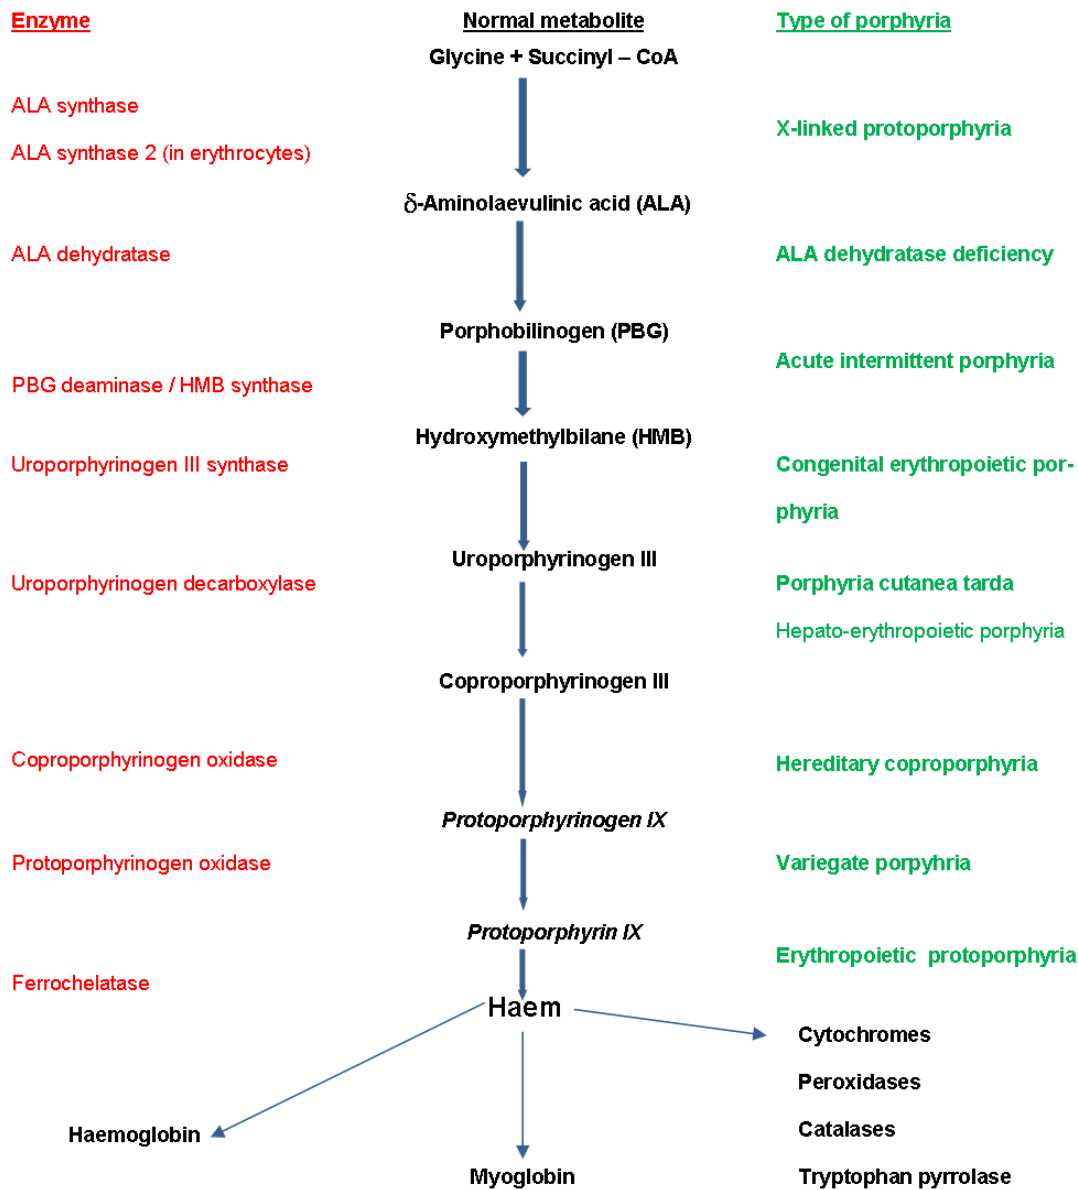 Enzyme
Normal metabolite
Type of porphyria
Glycine + Succinyl – CoA
ALA synthase
X-linked protoporphyria
ALA synthase 2 (in erythrocytes)
δ-Aminolaevulinic acid (ALA)
ALA dehydratase
ALA dehydratase deficiency
Porphobilinogen (PBG)
Acute intermittent porphyria
PBG deaminase / HMB synthase
Hydroxymethylbilane (HMB)
Uroporphyrinogen III synthase
Congenital erythropoietic por-
phyria
Uroporphyrinogen III
Uroporphyrinogen decarboxylase
Porphyria cutanea tarda
Hepato-erythropoietic porphyria
Coproporphyrinogen III
Coproporphyrinogen oxidase
Hereditary coproporphyria
Protoporphyrinogen IX
Protoporphyrinogen oxidase
Variegate porpyhria
Protoporphyrin IX
Erythropoietic protoporphyria
Ferrochelatase
Haem
Cytochromes
Peroxidases
Haemoglobin
Catalases
Myoglobin
Tryptophan pyrrolase